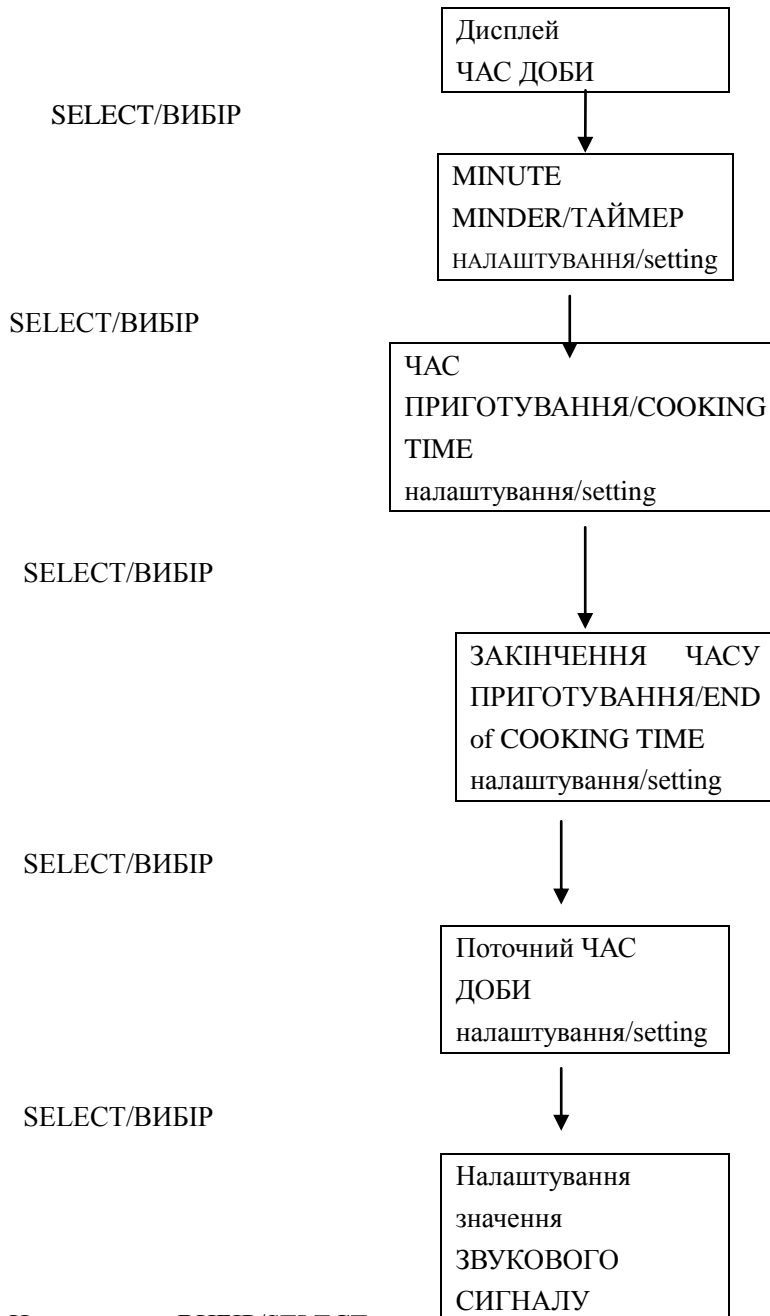 Дисплей
ЧАС ДОБИ
SELECT/ВИБІР
MINUTE
MINDER/ТАЙМЕР
НАЛАШТУВАННЯ/setting
SELECT/ВИБІР
ЧАС
ПРИГОТУВАННЯ/COOKING
TIME
налаштування/setting
SELECT/ВИБІР
ЗАКІНЧЕННЯ ЧАСУ
ПРИГОТУВАННЯ/END
of COOKING TIME
налаштування/setting
SELECT/ВИБІР
Поточний ЧАС
ДОБИ
налаштування/setting
SELECT/ВИБІР
Налаштування
значення
ЗВУКОВОГО
СИГНАЛУ